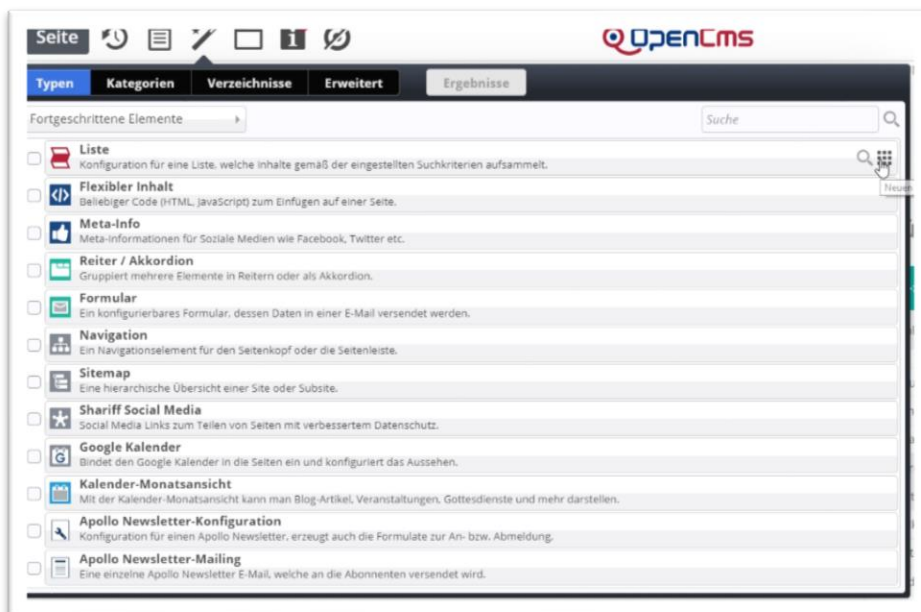 Seite
OpenCms
Typen Kategorien Verzeichnisse Erweitert Ergebnisse
Fortgeschrittene Elemente Suche
Liste
Konfiguration für eine Liste, welche Inhalte gemäß der eingestellten Suchkriterien aufsammelt.
Neuen
Flexibler Inhalt
Beliebiger Code (HTML, JavaScript) zum Einfügen auf einer Seite.
Meta-Info
Meta-Informationen für Soziale Medien wie Facebook, Twitter etc.
Reiter / Akkordion
Gruppiert mehrere Elemente in Reitern oder als Akkordion.
Formular
Ein konfigurierbares Formular, dessen Daten in einer E-Mail versendet werden.
Navigation
Ein Navigationselement für den Seitenkopf oder die Seitenleiste.
Sitemap
Eine hierarchische Übersicht einer Site oder Subsite.
Shariff Social Media
Social Media Links zum Teilen von Seiten mit verbessertem Datenschutz.
Google Kalender
Bindet den Google Kalender in die Seiten ein und konfiguriert das Aussehen.
Kalender-Monatsansicht
Mit der Kalender-Monatsansicht kann man Blog-Artikel, Veranstaltungen, Gottesdienste und mehr darstellen.
Apollo Newsletter-Konfiguration
Konfiguration für einen Apollo Newsletter, erzeugt auch die Formulate zur An- bzw. Abmeldung.
Apollo Newsletter-Mailing
Eine einzelne Apollo Newsletter E-Mail, welche an die Abonnenten versendet wird.